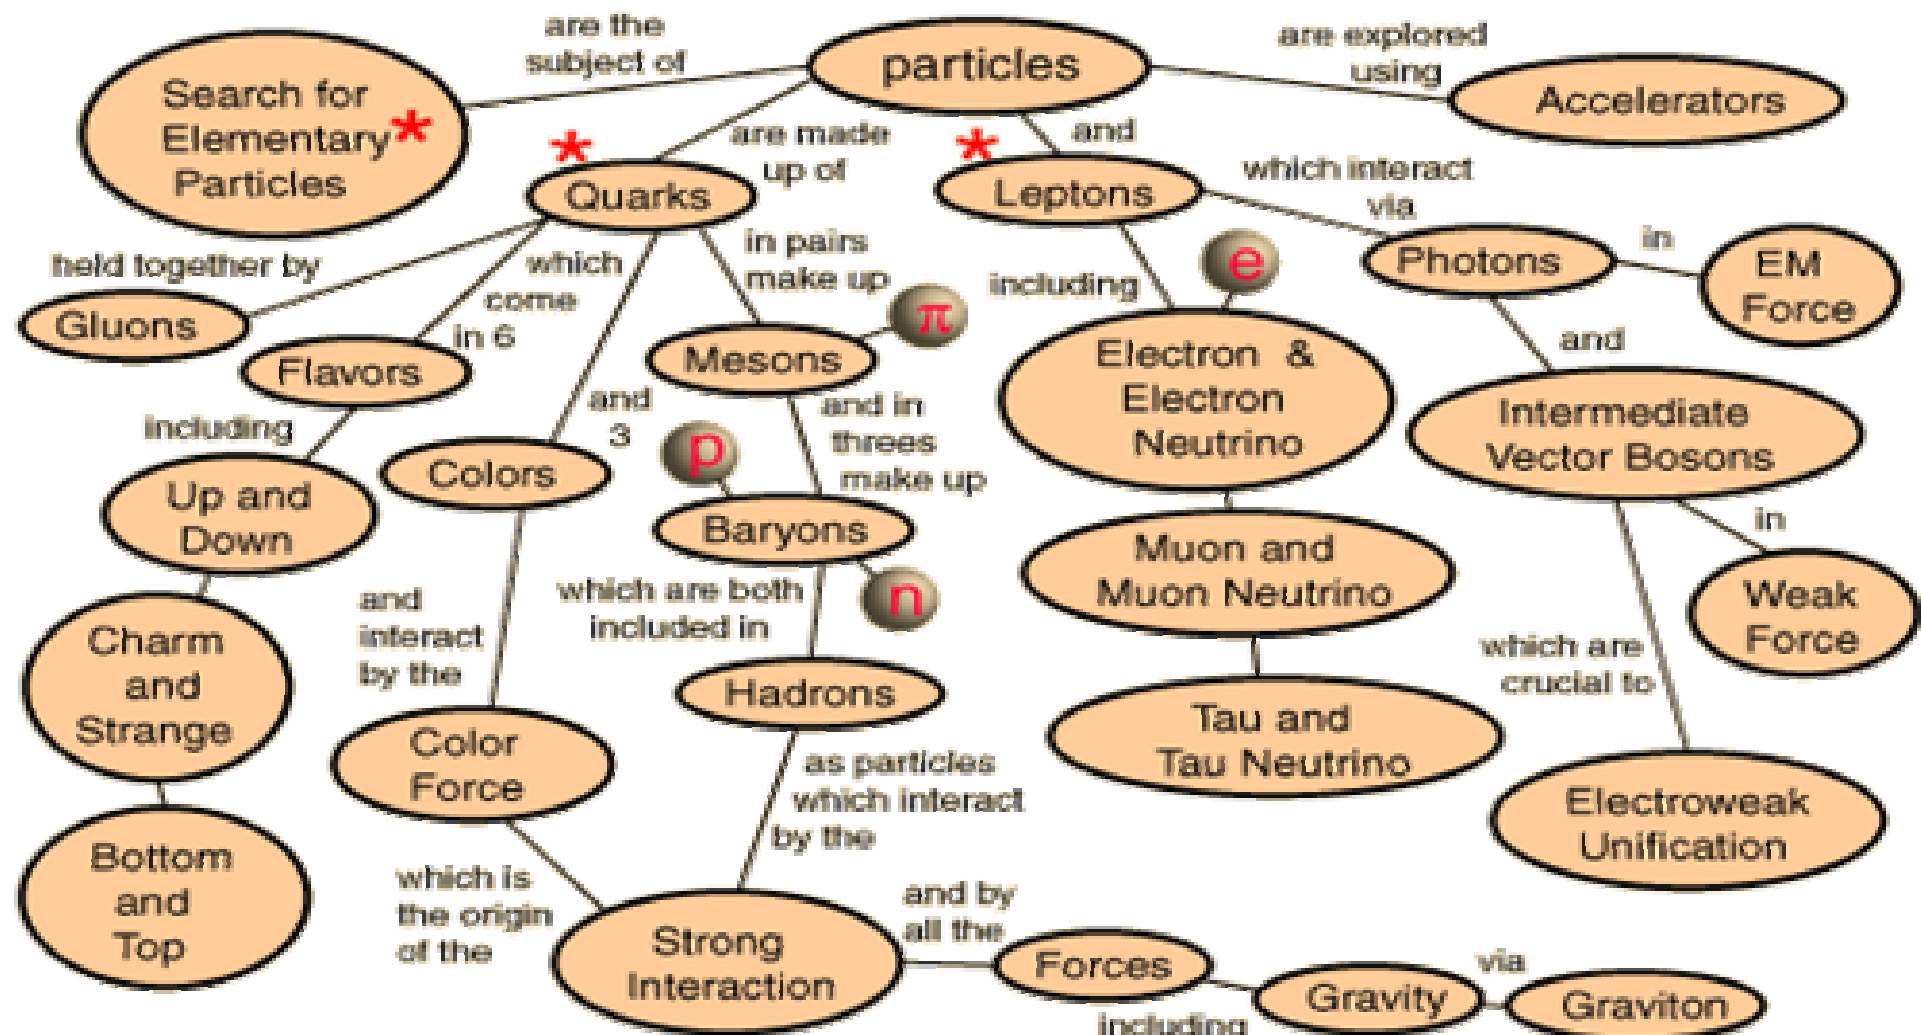 are the
subject of
particles
are explored
using
Accelerators
Search for
Elementary*
Particles
*
are made
up of
*
and
Quarks
Leptons
which interact
via
Photons
in
EM
Force
held together by
Gluons
which
come
in 6
Flavors
in pairs
make up
π
Mesons
including
e
Electron &
Electron
Neutrino
and
Intermediate
Vector Bosons
including
Up and
Down
and
3
Colors
and in
threes
make up
p
Baryons
n
Muon and
Muon Neutrino
in
Weak
Force
Charm
and
Strange
and
interact
by the
which are both
included in
Hadrons
Tau and
Tau Neutrino
which are
crucial to
Electroweak
Unification
Color
Force
as particles
which interact
by the
Bottom
and
Top
which is
the origin
of the
Strong
Interaction
and by
all the
Forces
including
Gravity
via
Graviton